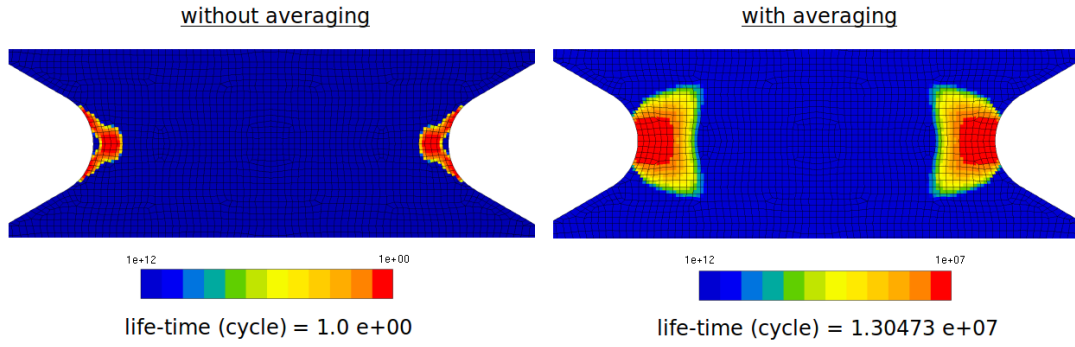 without averaging
with averaging
1e+12 1e+00
1e+12 1e+07
life-time (cycle) = 1.0 e+00
life-time (cycle) = 1.30473 e+07